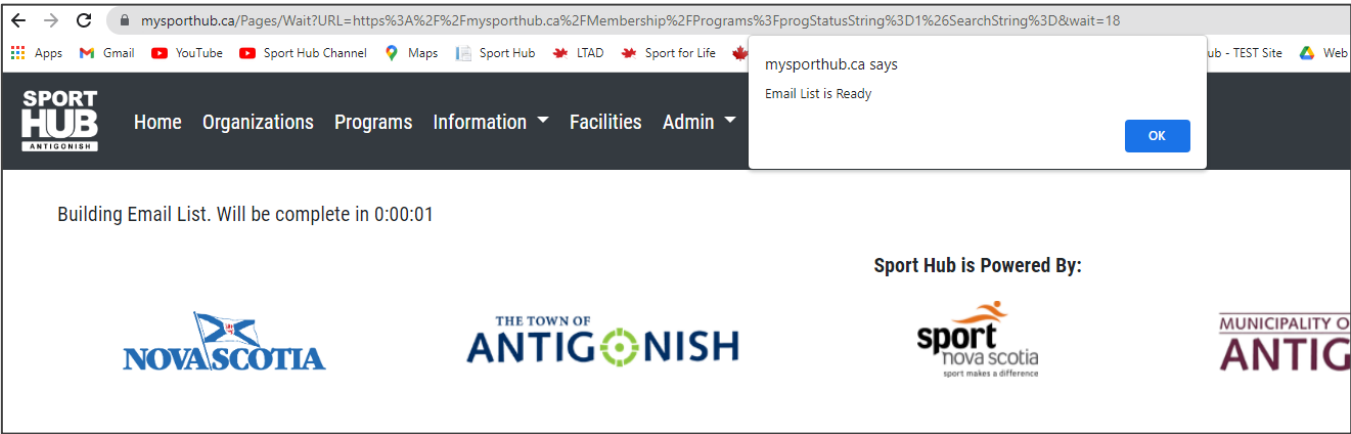 mysporthub.ca/Pages/Wait?URL=https%3A%2F%2Fmysporthub.ca%2FMembership%2FPrograms%3FprogStatusString%3D1%26SearchString%3D&wait=18
Apps Gmail YouTube Sport Hub Channel Maps Sport Hub LTAD Sport for Life ub - TEST Site Web
mysporthub.ca says
Email List is Ready
OK
SPORT
HUB
ANTIGONISH
Home Organizations Programs Information Facilities Admin
Building Email List. Will be complete in 0:00:01
Sport Hub is Powered By:
NOVA SCOTIA
THE TOWN OF
ANTIGONISH
sport
nova scotia
sport makes a difference
MUNICIPALITY O
ANTIG